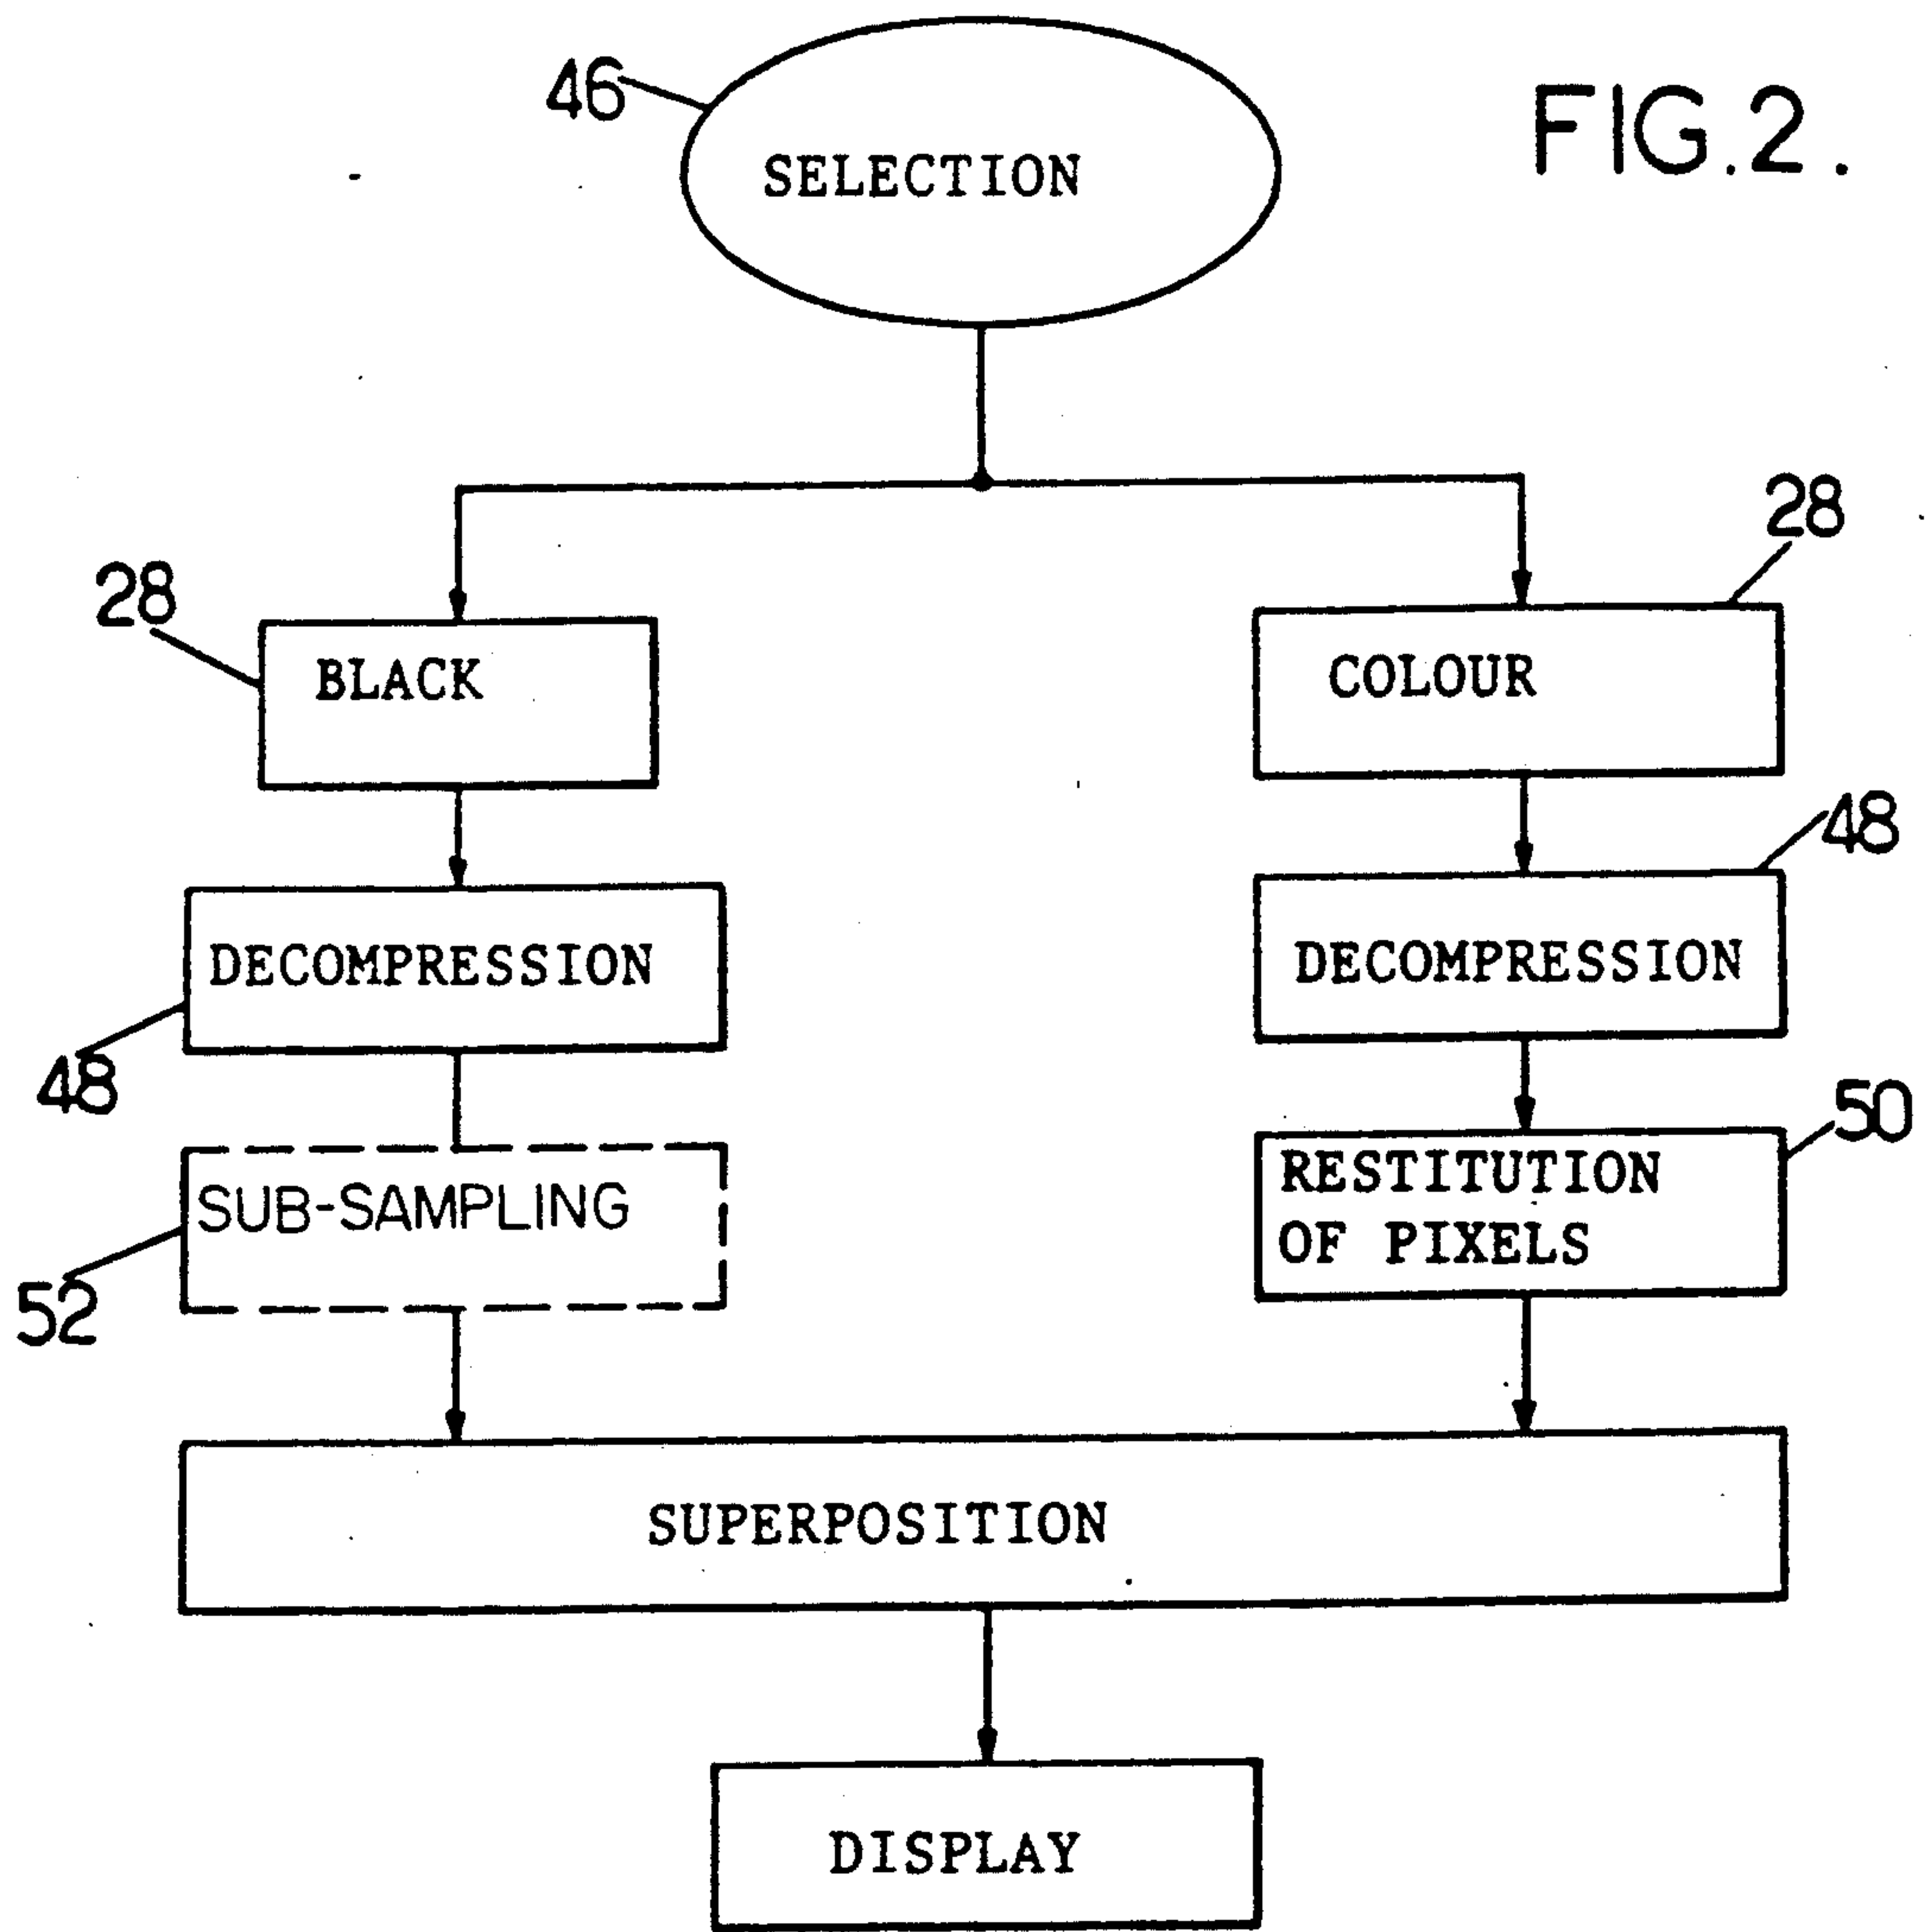 46
FIG.2.
SELECTION
28
28
BLACK
COLOUR
48
DECOMPRESSION
DECOMPRESSION
48
50
SUB-SAMPLING
RESTITUTION
OF PIXELS
52
SUPERPOSITION
DISPLAY